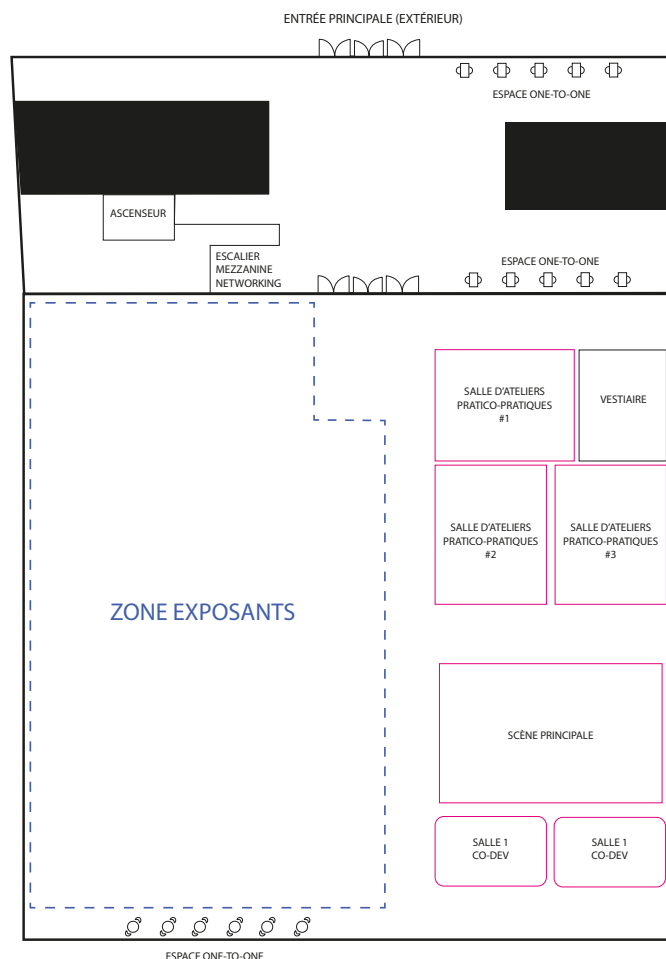 ENTRÉE PRINCIPALE (EXTÉRIEUR)
ESPACE ONE-TO-ONE
ASCENSEUR
ESCALIER
MEZZANINE
NETWORKING
ESPACE ONE-TO-ONE
SALLE D'ATELIERS
PRATICO-PRATIQUES
#1
VESTIAIRE
SALLE D'ATELIERS
PRATICO-PRATIQUES
#2
SALLE D'ATELIERS
PRATICO-PRATIQUES
#3
ZONE EXPOSANTS
SCÈNE PRINCIPALE
SALLE 1
CO-DEV
SALLE 1
CO-DEV
ESPACE ONE-TO-ONE